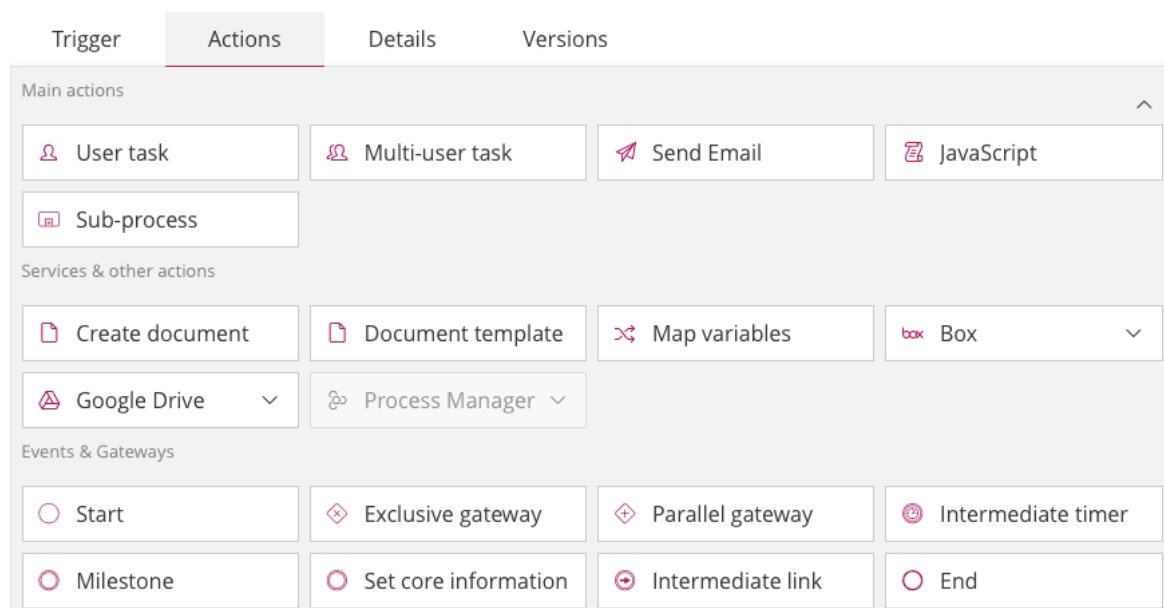 Trigger Actions Details Versions
Main actions
User task Multi-user task Send Email JavaScript
Sub-process
Services & other actions
Create document Document template Map variables box Box
Google Drive Process Manager
Events & Gateways
Start Exclusive gateway Parallel gateway Intermediate timer
Milestone Set core information Intermediate link End